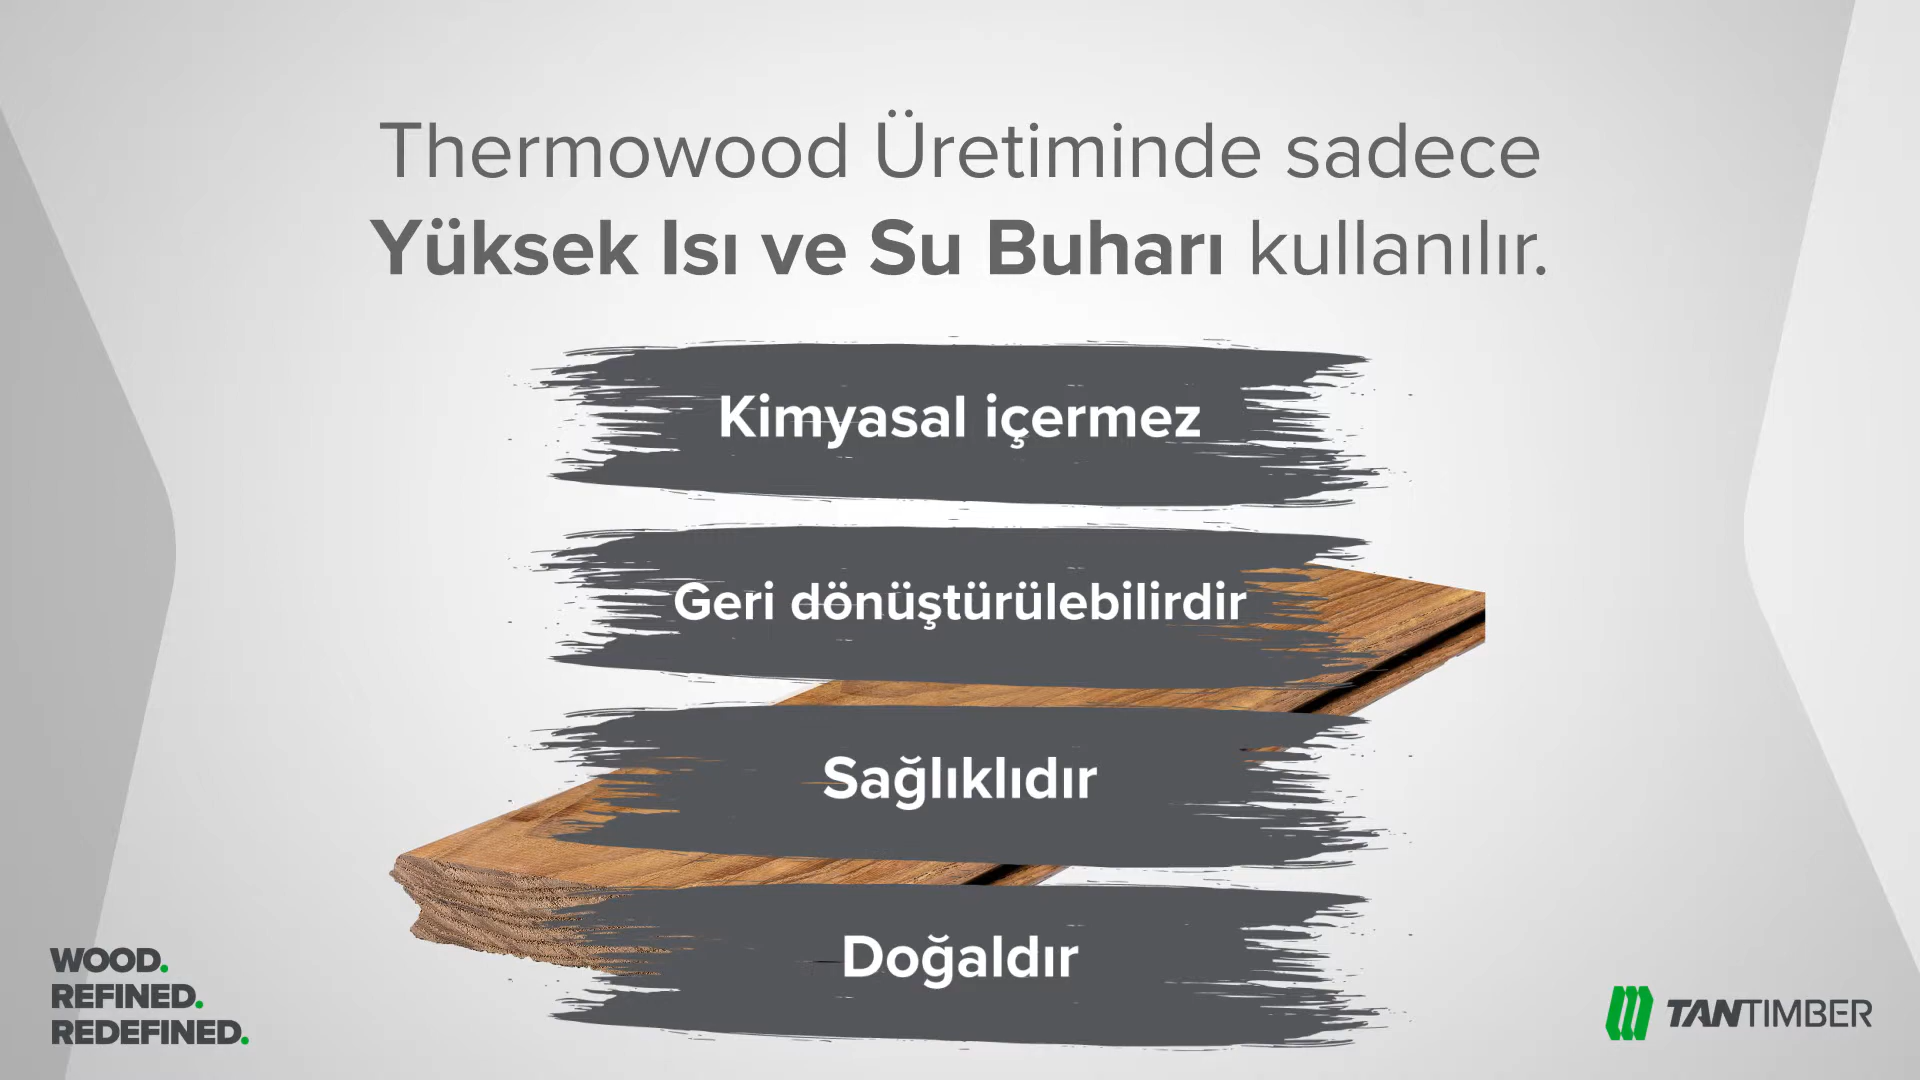 Thermowood Üretiminde sadece
Yüksek Isı ve Su Buharı kullanılır.
Kimyasal içermez
Geri dönüştürülebilirdir
Sağlıklıdır
Doğaldır
WOOD.
REFINED.
REDEFINED.
TANTIMBER